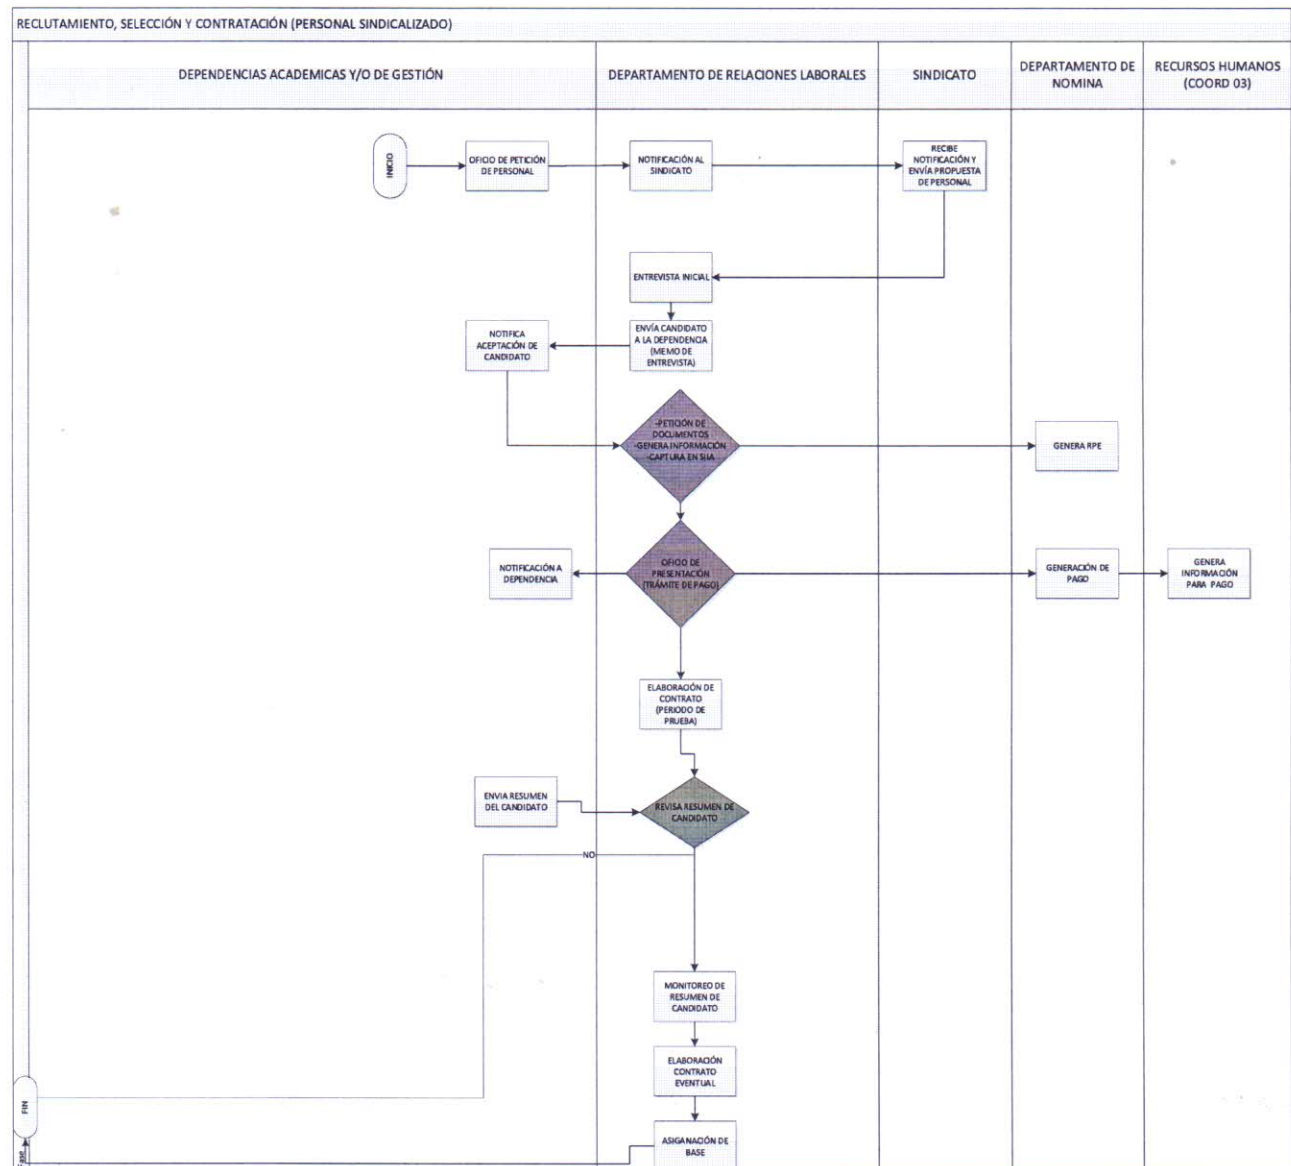 RECLUTAMIENTO, SELECCIÓN Y CONTRATACIÓN (PERSONAL SINDICALIZADO)
DEPENDENCIAS ACADEMICAS Y/O DE GESTIÓN
DEPARTAMENTO DE RELACIONES LABORALES
SINDICATO
DEPARTAMENTO DE
NOMINA
RECURSOS HUMANOS
(COORD 03)
INICIO
OFICIO DE PETICIÓN
DE PERSONAL
NOTIFICACIÓN AL
SINDICATO
RECIBE
NOTIFICACIÓN Y
ENVÍA PROPUESTA
DE PERSONAL
ENTREVISTA INICIAL
ENVÍA CANDIDATO
A LA DEPENDENCIA
(MEMO DE
ENTREVISTA)
NOTIFICA
ACEPTACIÓN DE
CANDIDATO
-PETICIÓN DE
DOCUMENTOS
-GENERA INFORMACIÓN
-CAPTURA EN SIIA
GENERA RPE
NOTIFICACIÓN A
DEPENDENCIA
OFICIO DE
PRESENTACIÓN
(TRÁMITE DE PAGO)
GENERACIÓN DE
PAGO
GENERA
INFORMACIÓN
PARA PAGO
ELABORACIÓN DE
CONTRATO
(PERIODO DE
PRUEBA)
ENVIA RESUMEN
DEL CANDIDATO
REVISA RESUMEN DE
CANDIDATO
NO
MONITOREO DE
RESUMEN DE
CANDIDATO
ELABORACIÓN
CONTRATO
EVENTUAL
FIN
ASIGANACIÓN DE
BASE
Fase